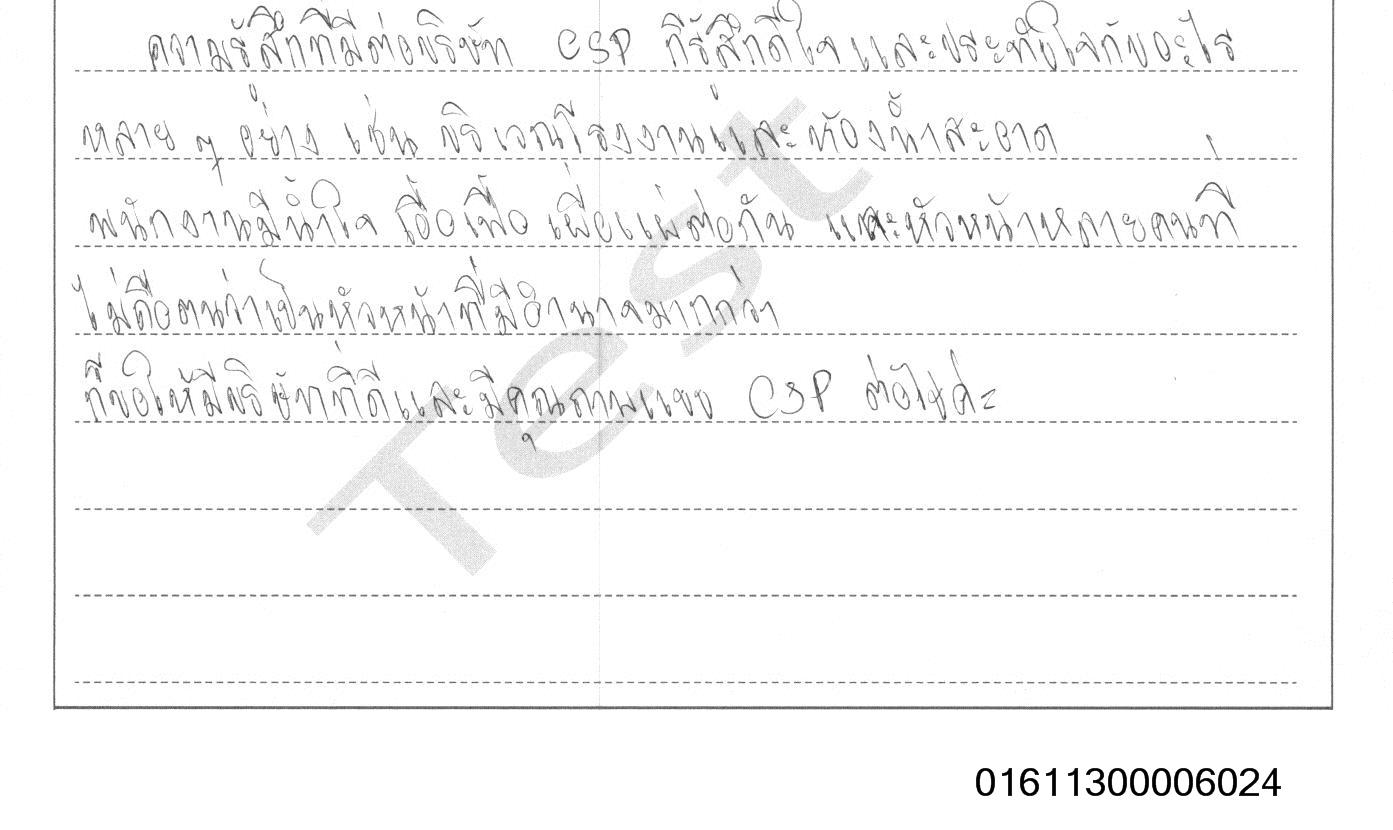 ความรู้สึกที่มีต่อบริษัท CSP ก็รู้สึกดีใจและประทับใจกับอะไร
หลาย ๆ อย่าง เช่น บริเวณโรงงานและห้องน้ำสะอาด
พนักงานมีน้ำใจ เอื้อเฟื้อ เผื่อแผ่ต่อกัน และหัวหน้าหลายคนที่
ไม่ถือตนว่าเป็นหัวหน้าที่มีอำนาจมากกว่า
ก็ขอให้มีบริษัทที่ดีและมีคุณภาพแบบ CSP ต่อไปค่ะ
Test
01611300006024